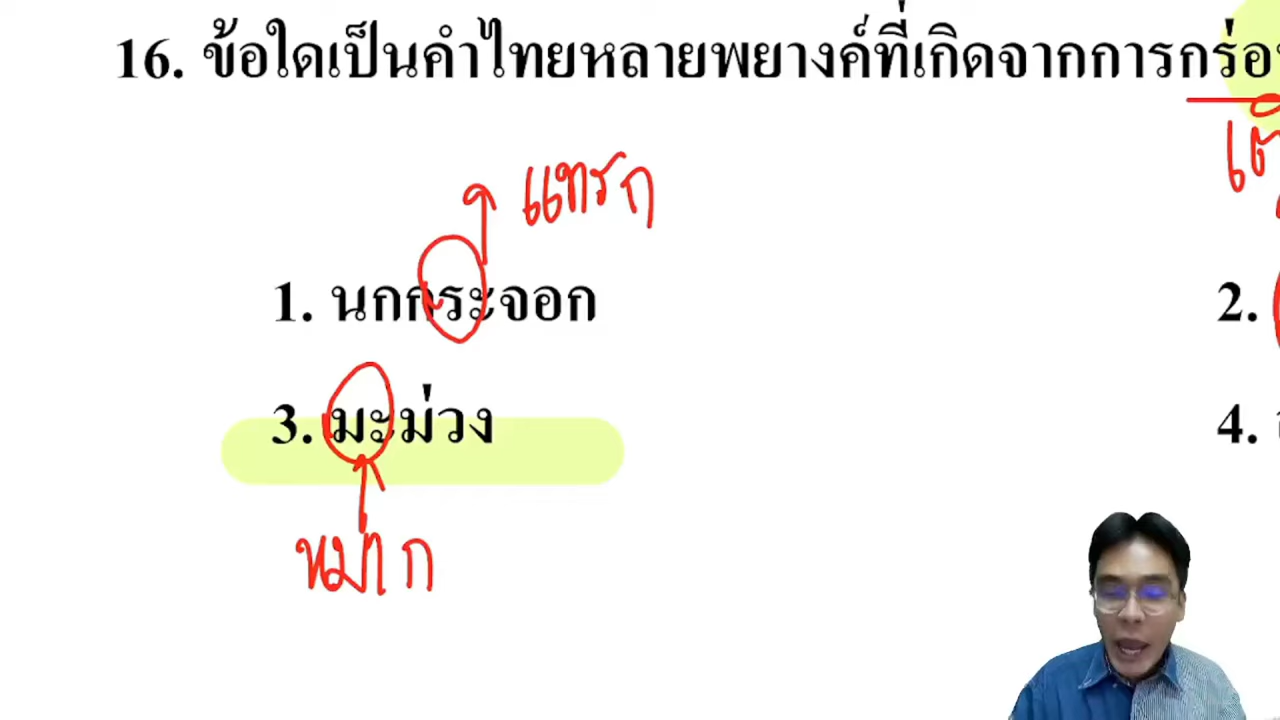 16. ข้อใดเป็นคำไทยหลายพยางค์ที่เกิดจากการกร่อ
แทรก
1. นกกระจอก
2.
3. มะม่วง
4.
หมาก